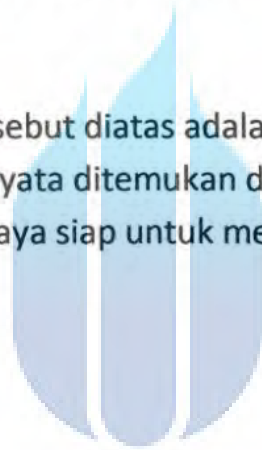 sebut diatas adala
yata ditemukan d
aya siap untuk me